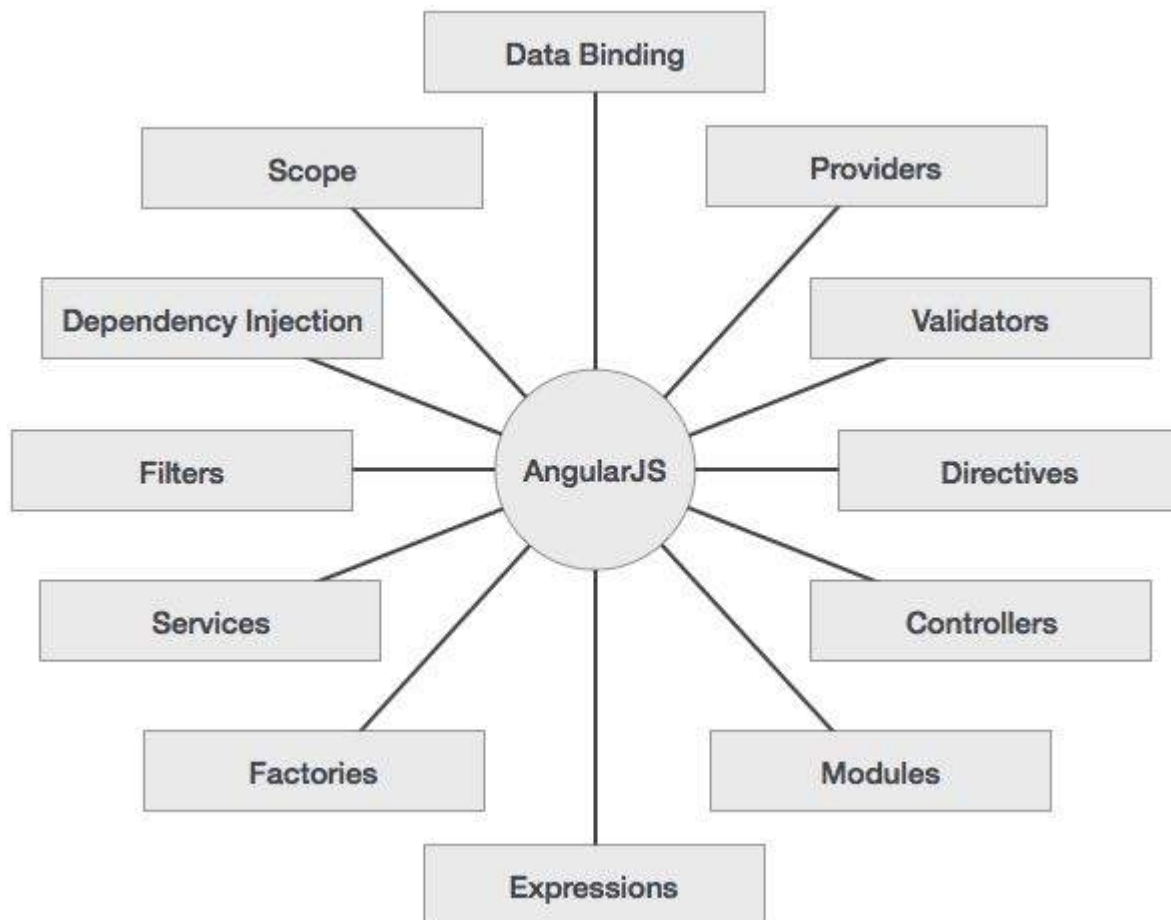 Data Binding
Scope
Providers
Dependency Injection
Validators
Filters
AngularJS
Directives
Services
Controllers
Factories
Modules
Expressions